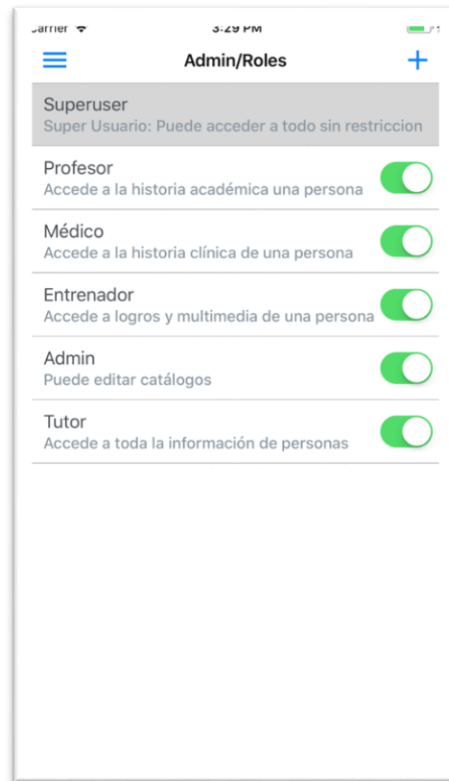 Carrier 3:29 PM
Admin/Roles
Superuser
Super Usuario: Puede acceder a todo sin restriccion
Profesor
Accede a la historia académica una persona
Médico
Accede a la historia clínica de una persona
Entrenador
Accede a logros y multimedia de una persona
Admin
Puede editar catálogos
Tutor
Accede a toda la información de personas